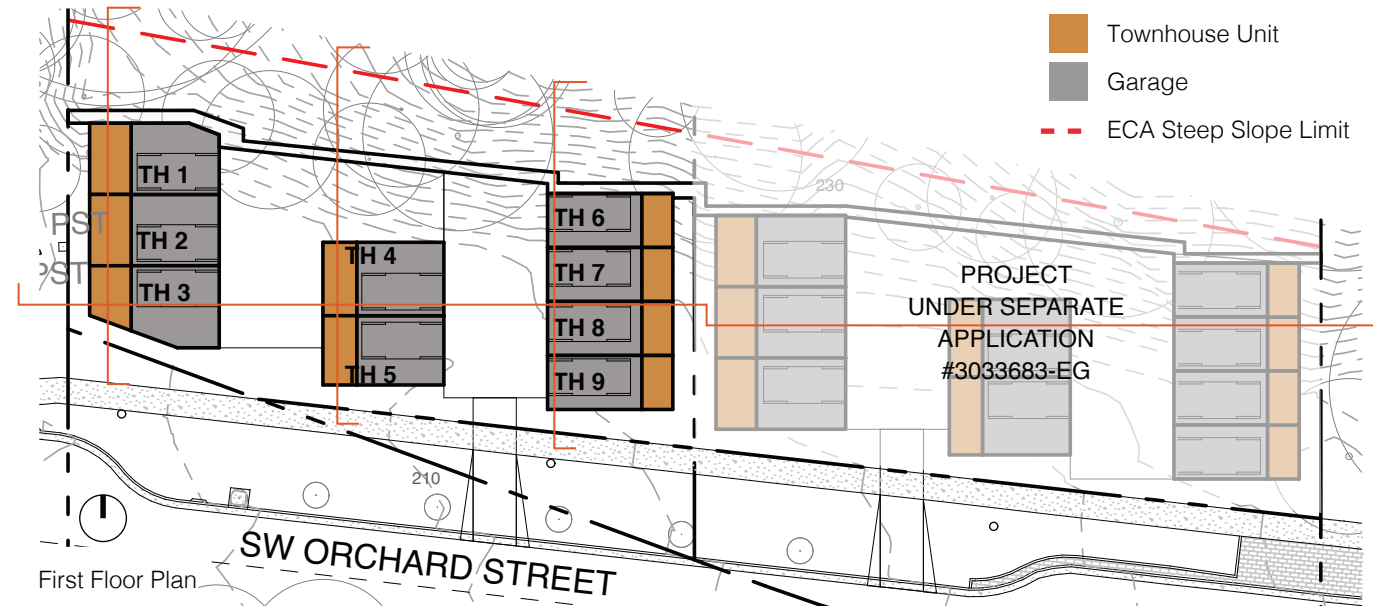 Townhouse Unit
Garage
ECA Steep Slope Limit
230
TH 1
TH 2
TH 3
PST
PST
TH 4
TH 5
TH 6
TH 7
TH 8
TH 9
PROJECT
UNDER SEPARATE
APPLICATION
#3033683-EG
210
SW ORCHARD STREET
First Floor Plan